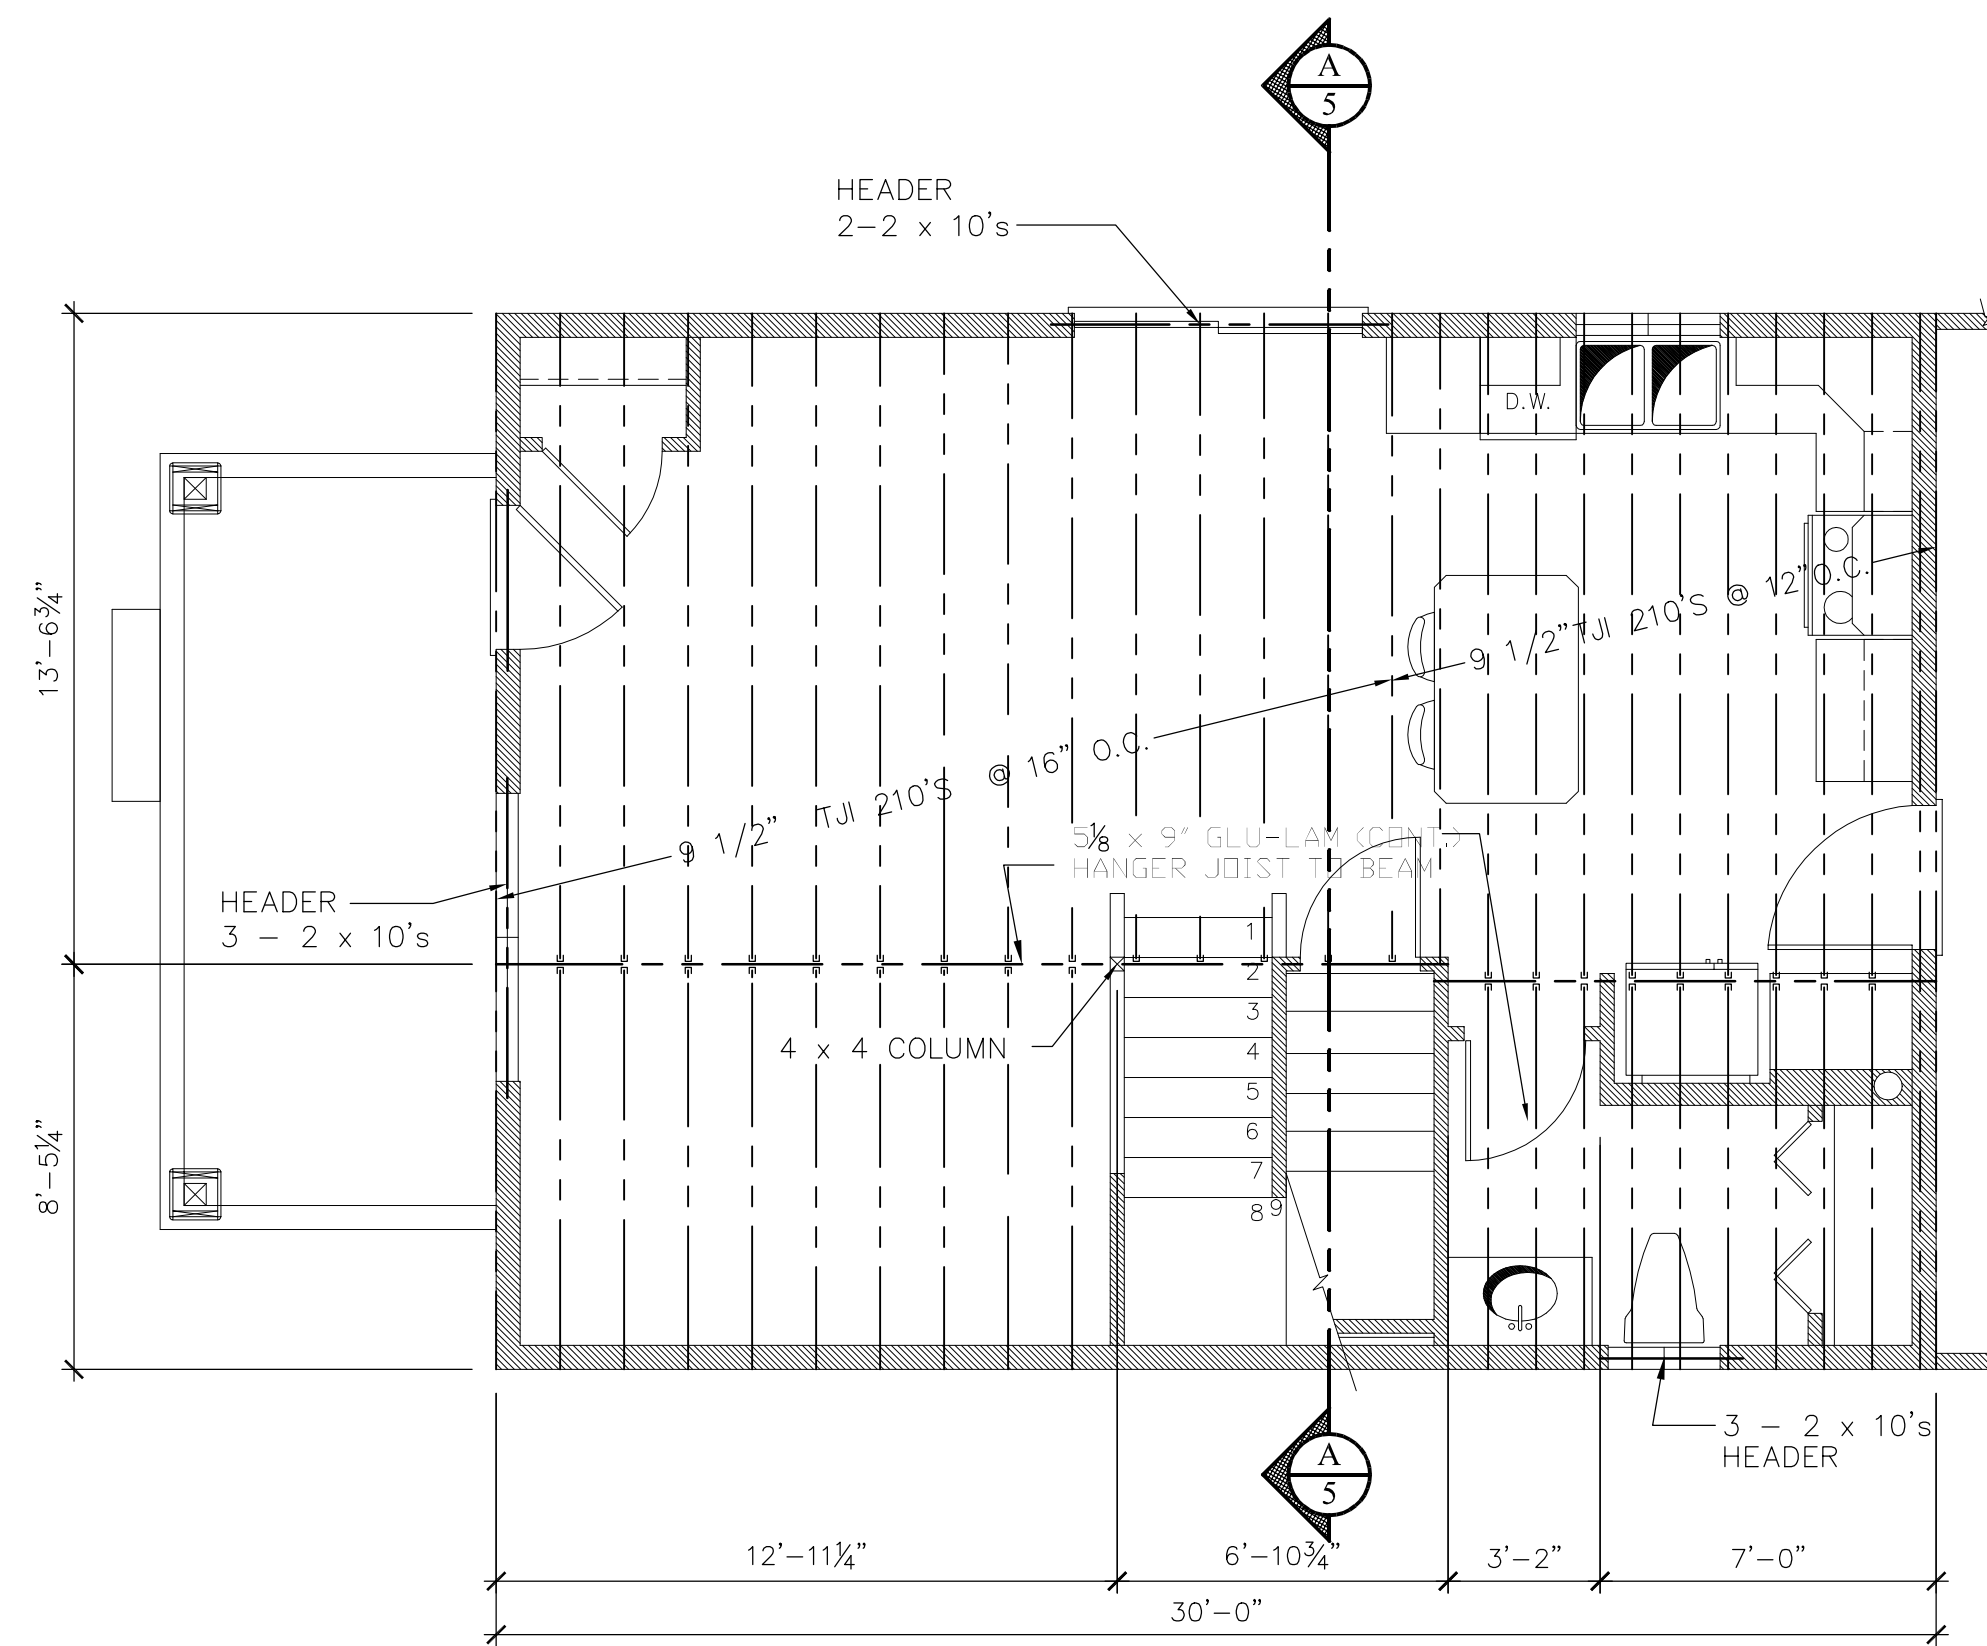 A
5
HEADER
2-2 x 10's
D.W.
13'-6¾"
9 1/2" TJI 210'S @ 12" O.C.
9 1/2" TJI 210'S @ 16" O.C.
5⅛ x 9" GLU-LAM (CONT.)
HANGER JOIST TO BEAM
HEADER
3 - 2 x 10's
1
2
3
4
5
6
7
8
9
4 x 4 COLUMN
8'-5¼"
3 - 2 x 10's
HEADER
A
5
12'-11¼"
6'-10¾"
3'-2"
7'-0"
30'-0"